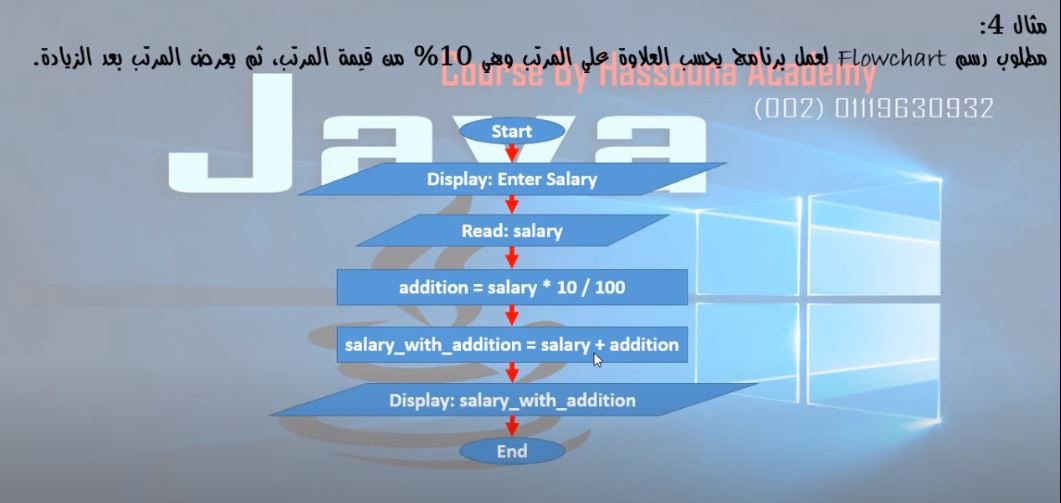 مثال 4:
مطلوب رسم Flowchart لعمل برنامج يحسب العلاوة علي المرتب وهي 10% من قيمة المرتب، ثم يعرض المرتب بعد الزيادة.
Course By Hassouna Academy
(002) 01119630932
Java
Start
Display: Enter Salary
Read: salary
addition = salary * 10 / 100
salary_with_addition = salary + addition
Display: salary_with_addition
End